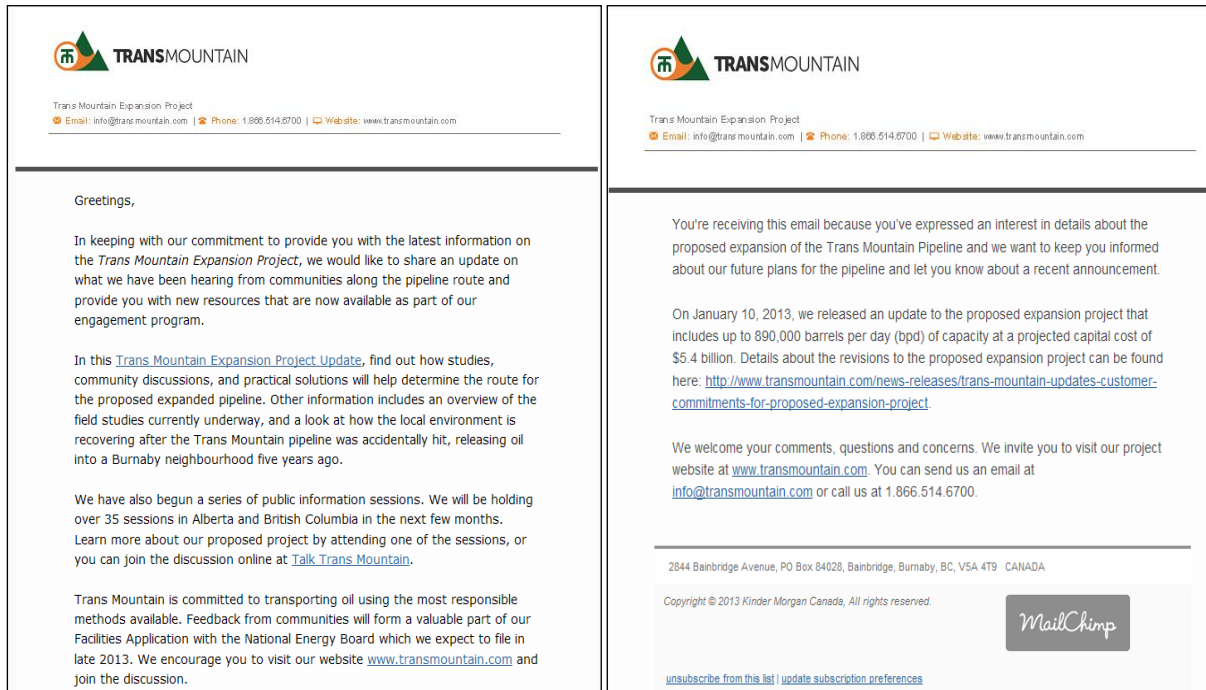 TRANSMOUNTAIN
Trans Mountain Expansion Project
Email: info@transmountain.com | Phone: 1.866.514.6700 | Website: www.transmountain.com
Greetings,
In keeping with our commitment to provide you with the latest information on
the Trans Mountain Expansion Project, we would like to share an update on
what we have been hearing from communities along the pipeline route and
provide you with new resources that are now available as part of our
engagement program.
In this Trans Mountain Expansion Project Update, find out how studies,
community discussions, and practical solutions will help determine the route for
the proposed expanded pipeline. Other information includes an overview of the
field studies currently underway, and a look at how the local environment is
recovering after the Trans Mountain pipeline was accidentally hit, releasing oil
into a Burnaby neighbourhood five years ago.
We have also begun a series of public information sessions. We will be holding
over 35 sessions in Alberta and British Columbia in the next few months.
Learn more about our proposed project by attending one of the sessions, or
you can join the discussion online at Talk Trans Mountain.
Trans Mountain is committed to transporting oil using the most responsible
methods available. Feedback from communities will form a valuable part of our
Facilities Application with the National Energy Board which we expect to file in
late 2013. We encourage you to visit our website www.transmountain.com and
join the discussion.
TRANSMOUNTAIN
Trans Mountain Expansion Project
Email: info@transmountain.com | Phone: 1.866.514.6700 | Website: www.transmountain.com
You're receiving this email because you've expressed an interest in details about the
proposed expansion of the Trans Mountain Pipeline and we want to keep you informed
about our future plans for the pipeline and let you know about a recent announcement.
On January 10, 2013, we released an update to the proposed expansion project that
includes up to 890,000 barrels per day (bpd) of capacity at a projected capital cost of
$5.4 billion. Details about the revisions to the proposed expansion project can be found
here: http://www.transmountain.com/news-releases/trans-mountain-updates-customer-
commitments-for-proposed-expansion-project.
We welcome your comments, questions and concerns. We invite you to visit our project
website at www.transmountain.com. You can send us an email at
info@transmountain.com or call us at 1.866.514.6700.
2844 Bainbridge Avenue, PO Box 84028, Bainbridge, Burnaby, BC, V5A 4T9 CANADA
Copyright © 2013 Kinder Morgan Canada, All rights reserved.
MailChimp
unsubscribe from this list | update subscription preferences